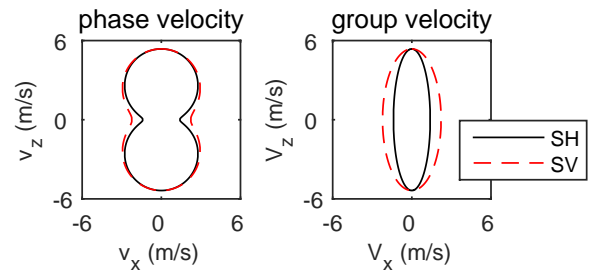 phase velocity
group velocity
6
0
-6
v_z (m/s)
-6
0
6
v_x (m/s)
6
0
-6
V_z (m/s)
-6
0
6
V_x (m/s)
SH
SV